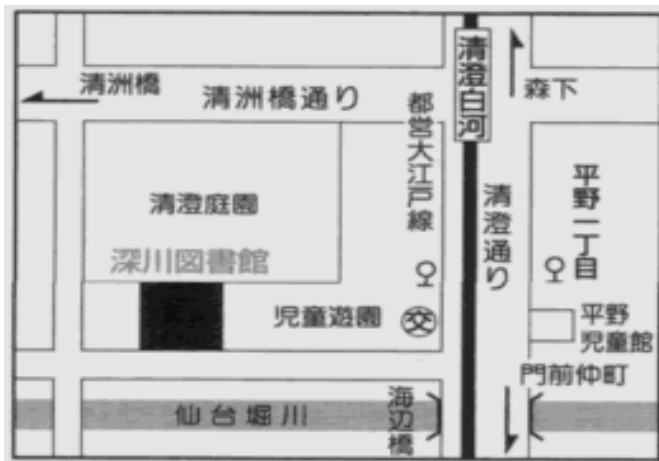 清洲橋
清洲橋通り
清澄白河
森下
都営大江戸線
清澄通り
平野一丁目
清澄庭園
深川図書館
児童遊園
交
平野
児童館
門前仲町
仙台堀川
海辺橋